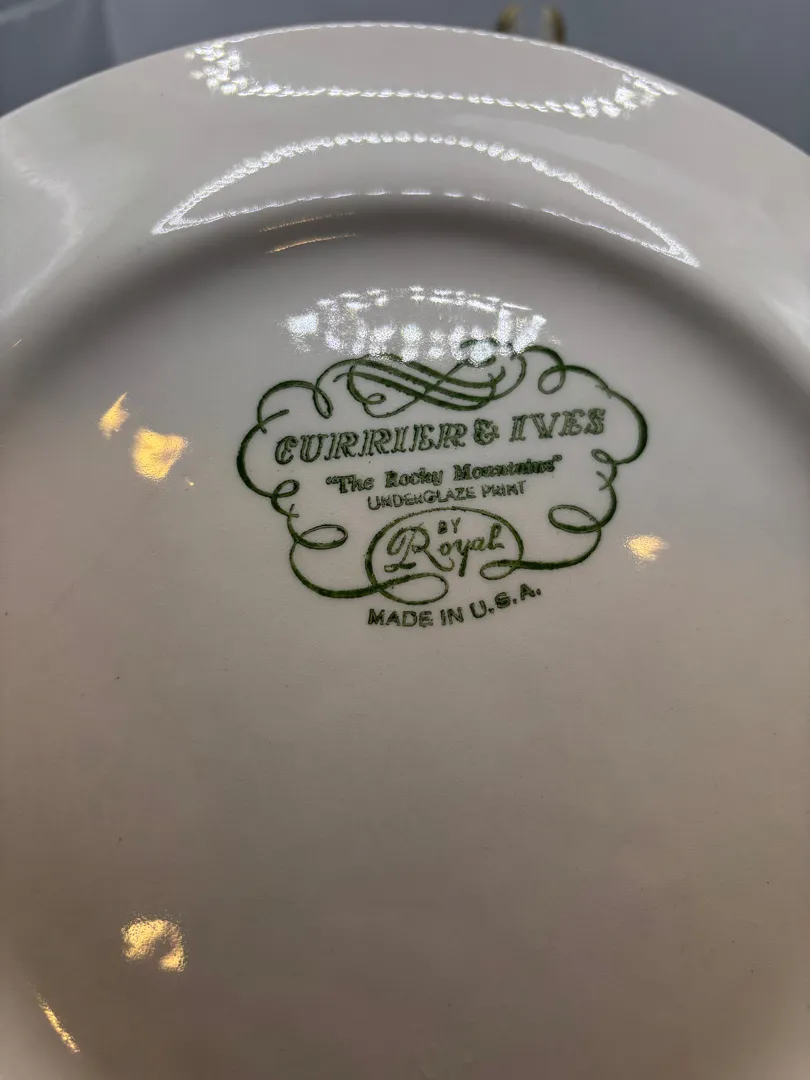 CURRIER & IVES
"The Rocky Mountains"
UNDERGLAZE PRINT
BY
Royal
MADE IN U.S.A.